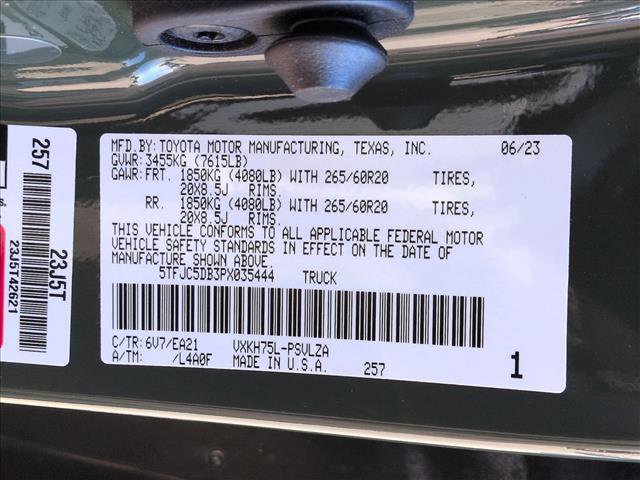 MFD.BY:TOYOTA MOTOR MANUFACTURING, TEXAS, INC. 06/23
GVWR: 3455KG (7615LB)
GAWR:FRT. 1850KG (4080LB) WITH 265/60R20 TIRES,
20X8.5J RIMS.
RR. 1850KG (4080LB) WITH 265/60R20 TIRES,
20X8.5J RIMS.
THIS VEHICLE CONFORMS TO ALL APPLICABLE FEDERAL MOTOR
VEHICLE SAFETY STANDARDS IN EFFECT ON THE DATE OF
MANUFACTURE SHOWN ABOVE
5TFJC5DB3PX035444 TRUCK
C/TR:6V7/EA21 VXKH75L-PSVLZA
A/TM: /L4A0F MADE IN U.S.A. 257 1
257
23J5T
23J5T42621